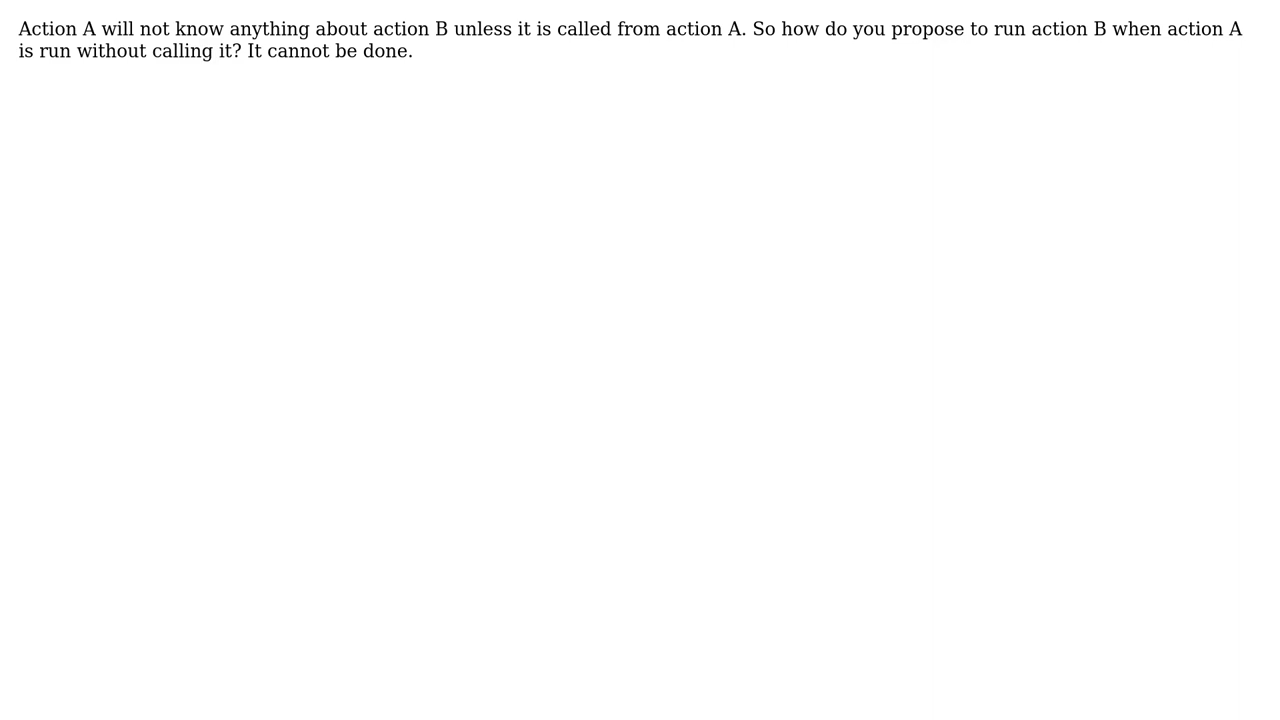 Action A will not know anything about action B unless it is called from action A. So how do you propose to run action B when action A
is run without calling it? It cannot be done.